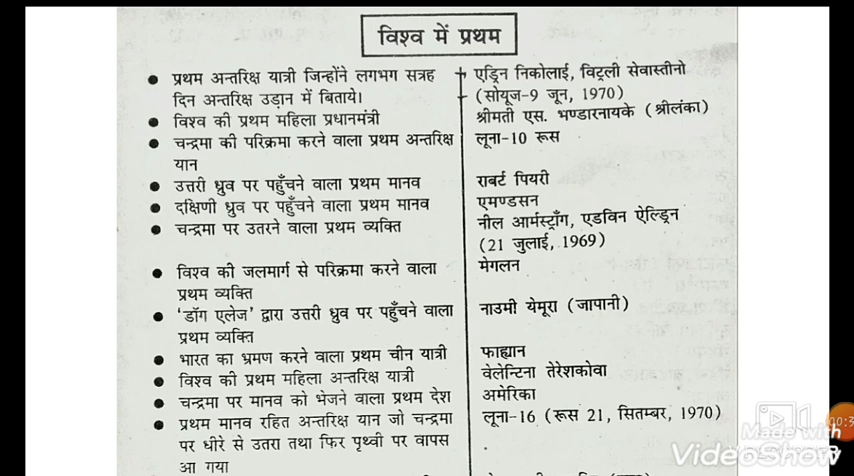 विश्व में प्रथम
• प्रथम अन्तरिक्ष यात्री जिन्होंने लगभग सत्रह एड्रिन निकोलाई, विट्ली सेवास्तीनो
दिन अन्तरिक्ष उड़ान में बिताये। (सोयूज-9 जून, 1970)
• विश्व की प्रथम महिला प्रधानमंत्री श्रीमती एस. भण्डारनायके (श्रीलंका)
• चन्द्रमा की परिक्रमा करने वाला प्रथम अन्तरिक्ष लूना-10 रूस
यान
• उत्तरी ध्रुव पर पहुँचने वाला प्रथम मानव राबर्ट पियरी
• दक्षिणी ध्रुव पर पहुँचने वाला प्रथम मानव एमण्डसन
• चन्द्रमा पर उतरने वाला प्रथम व्यक्ति नील आर्मस्ट्राँग, एडविन ऐल्ड्रिन
(21 जुलाई, 1969)
• विश्व की जलमार्ग से परिक्रमा करने वाला मेगलन
प्रथम व्यक्ति
• 'डॉग एलेज' द्वारा उत्तरी ध्रुव पर पहुँचने वाला नाउमी येमूरा (जापानी)
प्रथम व्यक्ति
• भारत का भ्रमण करने वाला प्रथम चीन यात्री फाह्यान
• विश्व की प्रथम महिला अन्तरिक्ष यात्री वेलेन्टिना तेरेशकोवा
• चन्द्रमा पर मानव को भेजने वाला प्रथम देश अमेरिका
• प्रथम मानव रहित अन्तरिक्ष यान जो चन्द्रमा लूना-16 (रूस 21, सितम्बर, 1970)
पर धीरे से उतरा तथा फिर पृथ्वी पर वापस
आ गया
00:3
Made with
VideoShow